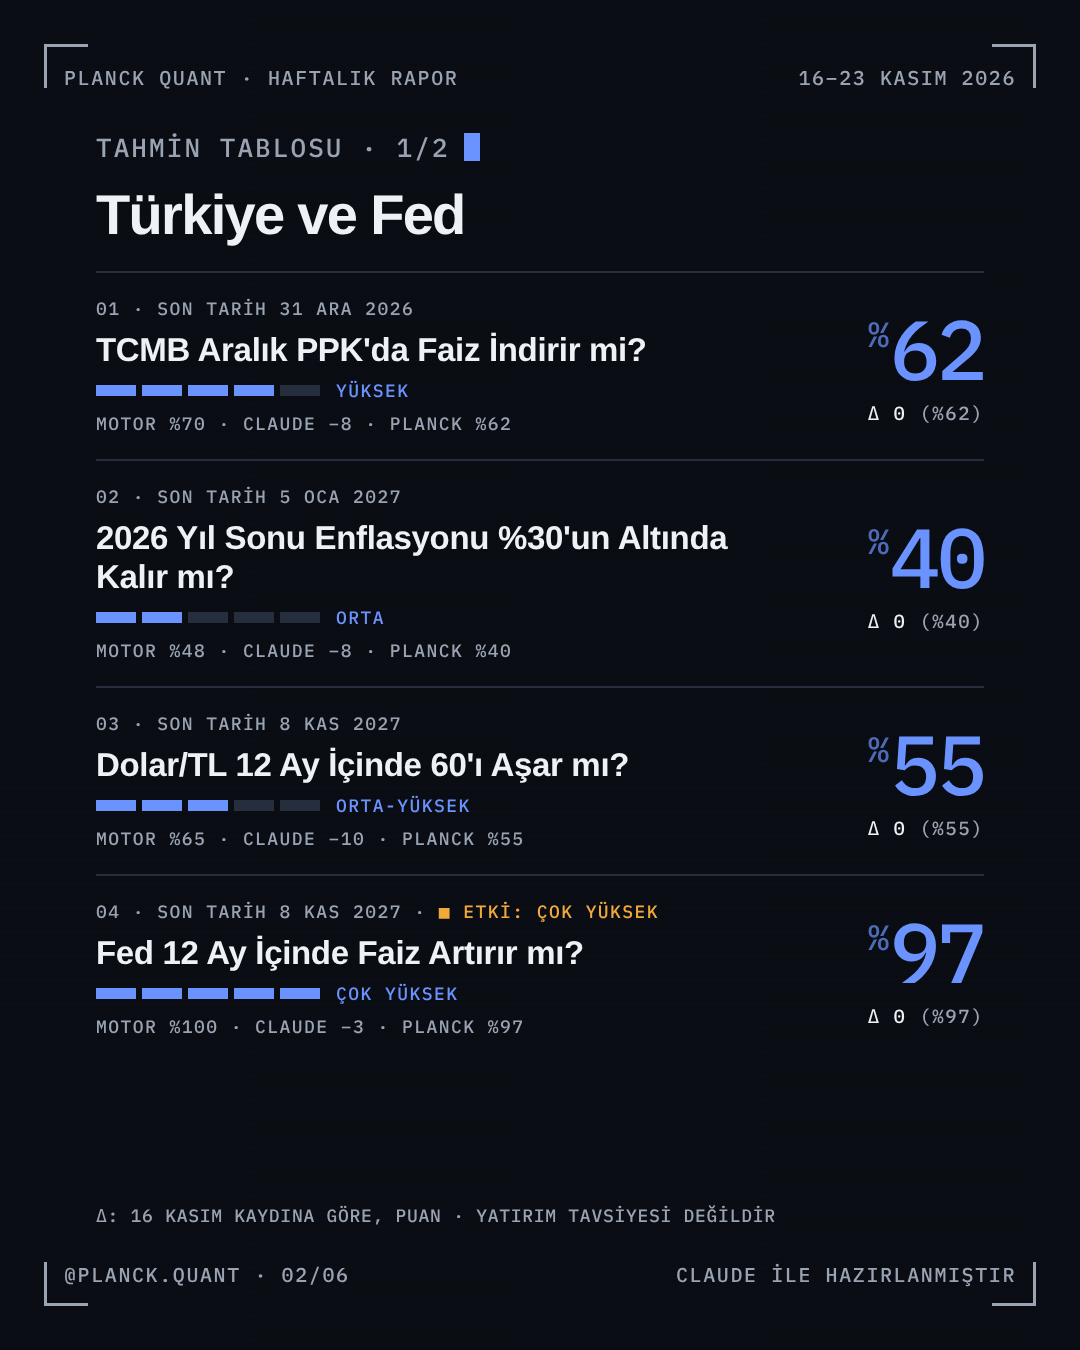 PLANCK QUANT · HAFTALIK RAPOR
16–23 KASIM 2026
TAHMİN TABLOSU · 1/2
Türkiye ve Fed
01 · SON TARİH 31 ARA 2026
TCMB Aralık PPK'da Faiz İndirir mi?
YÜKSEK
MOTOR %70 · CLAUDE −8 · PLANCK %62
%62
Δ 0 (%62)
02 · SON TARİH 5 OCA 2027
2026 Yıl Sonu Enflasyonu %30'un Altında
Kalır mı?
ORTA
MOTOR %48 · CLAUDE −8 · PLANCK %40
%40
Δ 0 (%40)
03 · SON TARİH 8 KAS 2027
Dolar/TL 12 Ay İçinde 60'ı Aşar mı?
ORTA-YÜKSEK
MOTOR %65 · CLAUDE −10 · PLANCK %55
%55
Δ 0 (%55)
04 · SON TARİH 8 KAS 2027 · ■ ETKİ: ÇOK YÜKSEK
Fed 12 Ay İçinde Faiz Artırır mı?
ÇOK YÜKSEK
MOTOR %100 · CLAUDE −3 · PLANCK %97
%97
Δ 0 (%97)
Δ: 16 KASIM KAYDINA GÖRE, PUAN · YATIRIM TAVSİYESİ DEĞİLDİR
@PLANCK.QUANT · 02/06
CLAUDE İLE HAZIRLANMIŞTIR